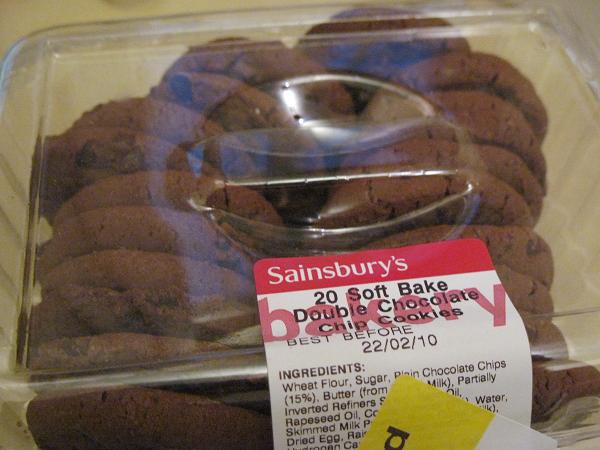 Sainsbury's
bakery
20 Soft Bake
Double Chocolate
Chip Cookies
BEST BEFORE
22/02/10
INGREDIENTS:
Wheat Flour, Sugar, Plain Chocolate Chips
(15%), Butter (from Milk), Partially
Inverted Refiners Oil,
Water,
Rapeseed Oil,
Skimmed Milk
Dried Egg,
d